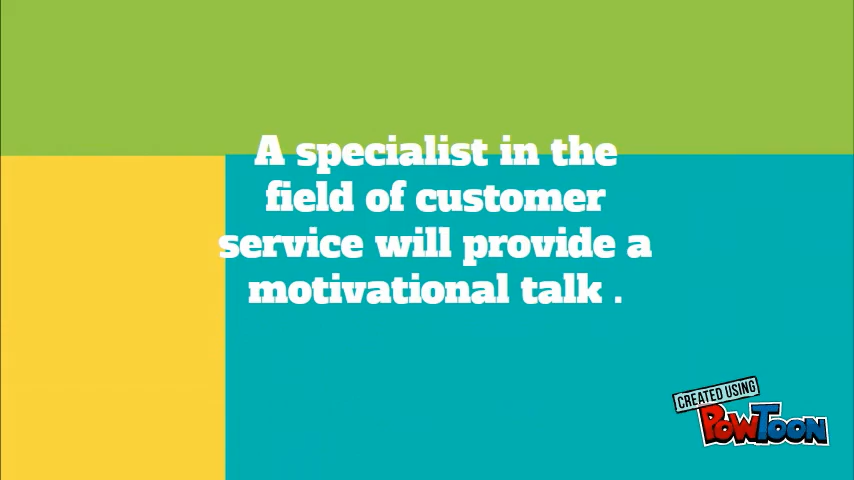 A specialist in the
field of customer
service will provide a
motivational talk .
CREATED USING
POWTOON